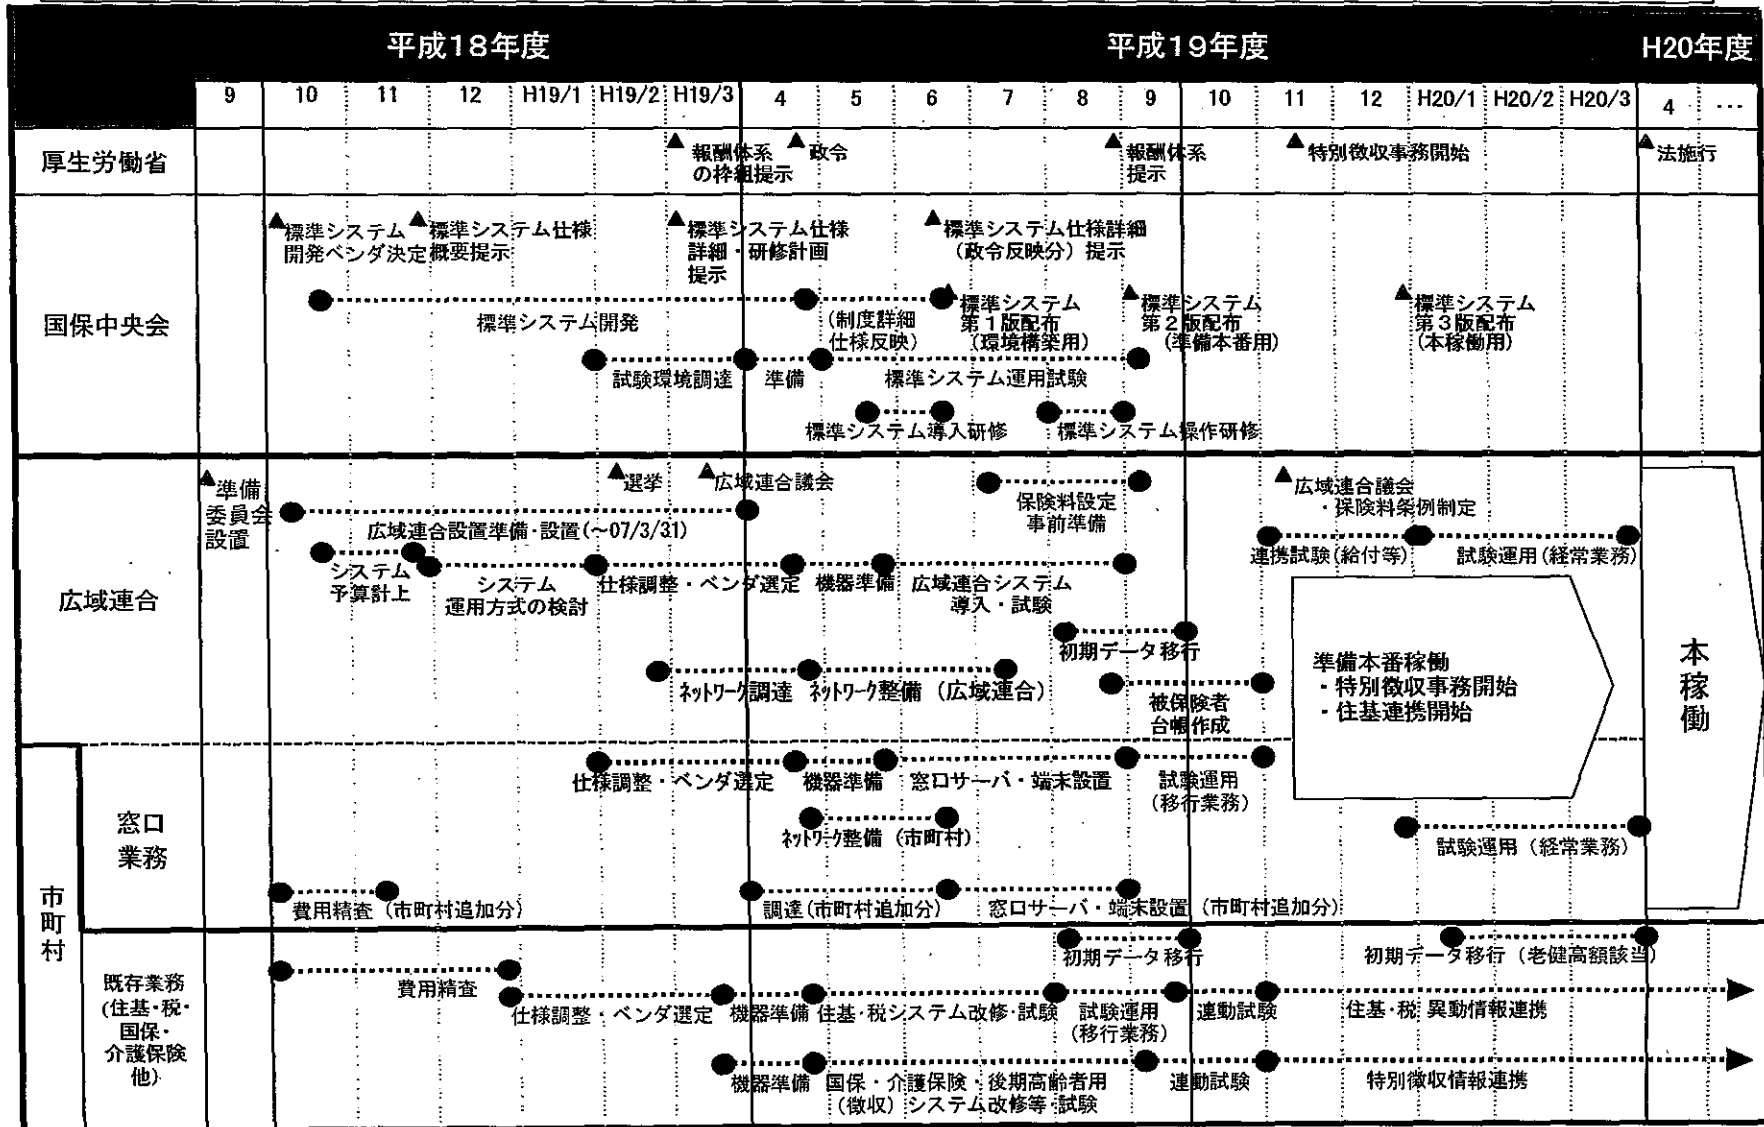 平成18年度
平成19年度
H20年度
9
10
11
12
H19/1
H19/2
H19/3
4
5
6
7
8
9
10
11
12
H20/1
H20/2
H20/3
4
…
厚生労働省
報酬体系
の枠組提示
政令
報酬体系
提示
特別徴収事務開始
法施行
国保中央会
標準システム
開発ベンダ決定
標準システム仕様
概要提示
標準システム仕様
詳細・研修計画
提示
標準システム仕様詳細
(政令反映分)提示
標準システム開発
(制度詳細
仕様反映)
標準システム
第1版配布
(環境構築用)
標準システム
第2版配布
(準備本番用)
標準システム
第3版配布
(本稼働用)
試験環境調達
準備
標準システム運用試験
標準システム導入研修
標準システム操作研修
広域連合
準備
委員会
設置
選挙
広域連合議会
広域連合設置準備・設置(~07/3/31)
保険料設定
事前準備
広域連合議会
・保険料条例制定
システム
予算計上
システム
運用方式の検討
仕様調整・ベンダ選定
機器準備
広域連合システム
導入・試験
連携試験(給付等)
試験運用(経常業務)
初期データ移行
ネットワーク調達
ネットワーク整備(広域連合)
被保険者
台帳作成
準備本番稼働
・特別徴収事務開始
・住基連携開始
本稼働
市町村
窓口
業務
仕様調整・ベンダ選定
機器準備
窓口サーバ・端末設置
試験運用
(移行業務)
ネットワーク整備(市町村)
試験運用(経常業務)
費用精査(市町村追加分)
調達(市町村追加分)
窓口サーバ・端末設置(市町村追加分)
既存業務
(住基・税・
国保・
介護保険
他)
初期データ移行
初期データ移行(老健高額該当)
費用精査
仕様調整・ベンダ選定
機器準備
住基・税システム改修・試験
試験運用
(移行業務)
連動試験
住基・税 異動情報連携
機器準備
国保・介護保険・後期高齢者用
(徴収)システム改修等・試験
連動試験
特別徴収情報連携